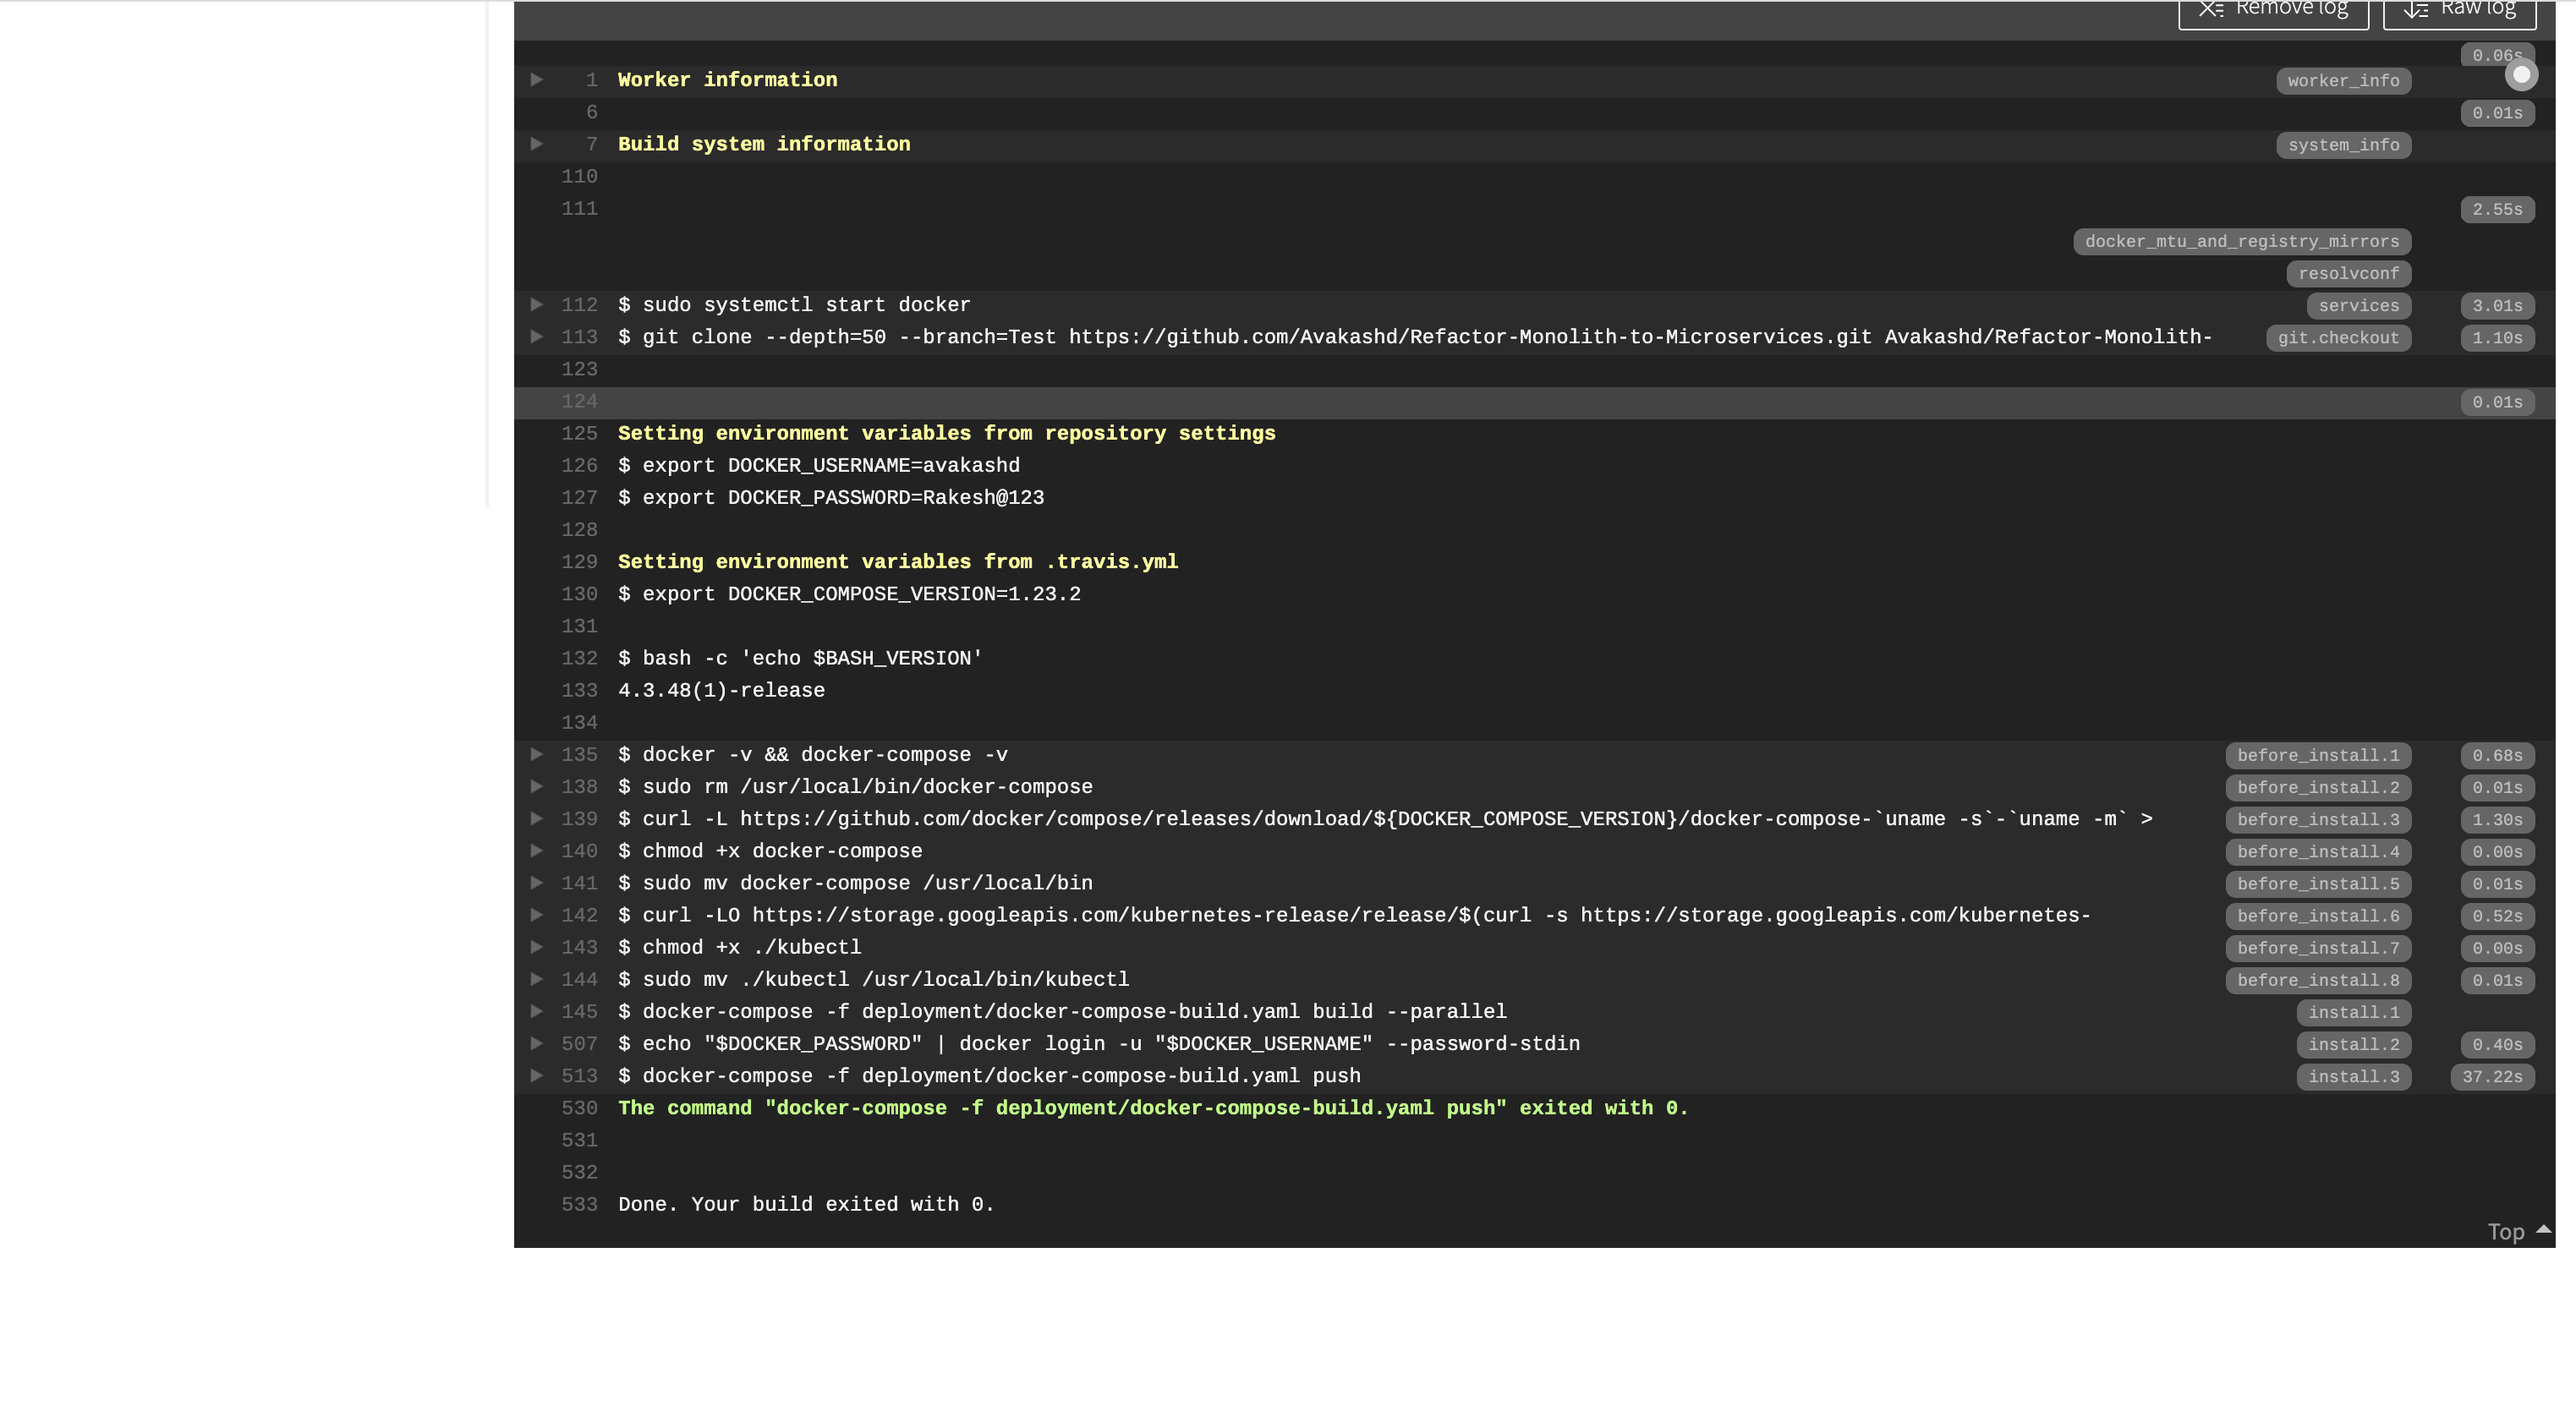 Remove log Raw log
0.06s
1 Worker information worker_info
6 0.01s
7 Build system information system_info
110
111 2.55s
docker_mtu_and_registry_mirrors
resolvconf
112 $ sudo systemctl start docker services 3.01s
113 $ git clone --depth=50 --branch=Test https://github.com/Avakashd/Refactor-Monolith-to-Microservices.git Avakashd/Refactor-Monolith- git.checkout 1.10s
123
124 0.01s
125 Setting environment variables from repository settings
126 $ export DOCKER_USERNAME=avakashd
127 $ export DOCKER_PASSWORD=Rakesh@123
128
129 Setting environment variables from .travis.yml
130 $ export DOCKER_COMPOSE_VERSION=1.23.2
131
132 $ bash -c 'echo $BASH_VERSION'
133 4.3.48(1)-release
134
135 $ docker -v && docker-compose -v before_install.1 0.68s
138 $ sudo rm /usr/local/bin/docker-compose before_install.2 0.01s
139 $ curl -L https://github.com/docker/compose/releases/download/${DOCKER_COMPOSE_VERSION}/docker-compose-`uname -s`-`uname -m` > before_install.3 1.30s
140 $ chmod +x docker-compose before_install.4 0.00s
141 $ sudo mv docker-compose /usr/local/bin before_install.5 0.01s
142 $ curl -LO https://storage.googleapis.com/kubernetes-release/release/$(curl -s https://storage.googleapis.com/kubernetes- before_install.6 0.52s
143 $ chmod +x ./kubectl before_install.7 0.00s
144 $ sudo mv ./kubectl /usr/local/bin/kubectl before_install.8 0.01s
145 $ docker-compose -f deployment/docker-compose-build.yaml build --parallel install.1
507 $ echo "$DOCKER_PASSWORD" | docker login -u "$DOCKER_USERNAME" --password-stdin install.2 0.40s
513 $ docker-compose -f deployment/docker-compose-build.yaml push install.3 37.22s
530 The command "docker-compose -f deployment/docker-compose-build.yaml push" exited with 0.
531
532
533 Done. Your build exited with 0.
Top